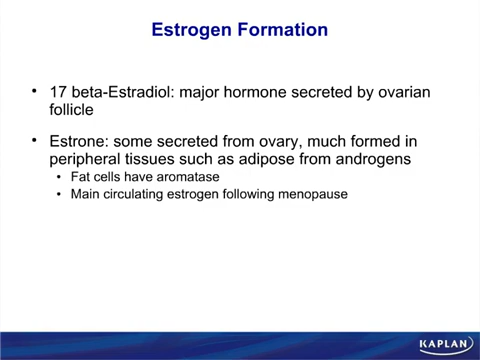 Estrogen Formation
• 17 beta-Estradiol: major hormone secreted by ovarian
follicle
• Estrone: some secreted from ovary, much formed in
peripheral tissues such as adipose from androgens
• Fat cells have aromatase
• Main circulating estrogen following menopause
KAPLAN